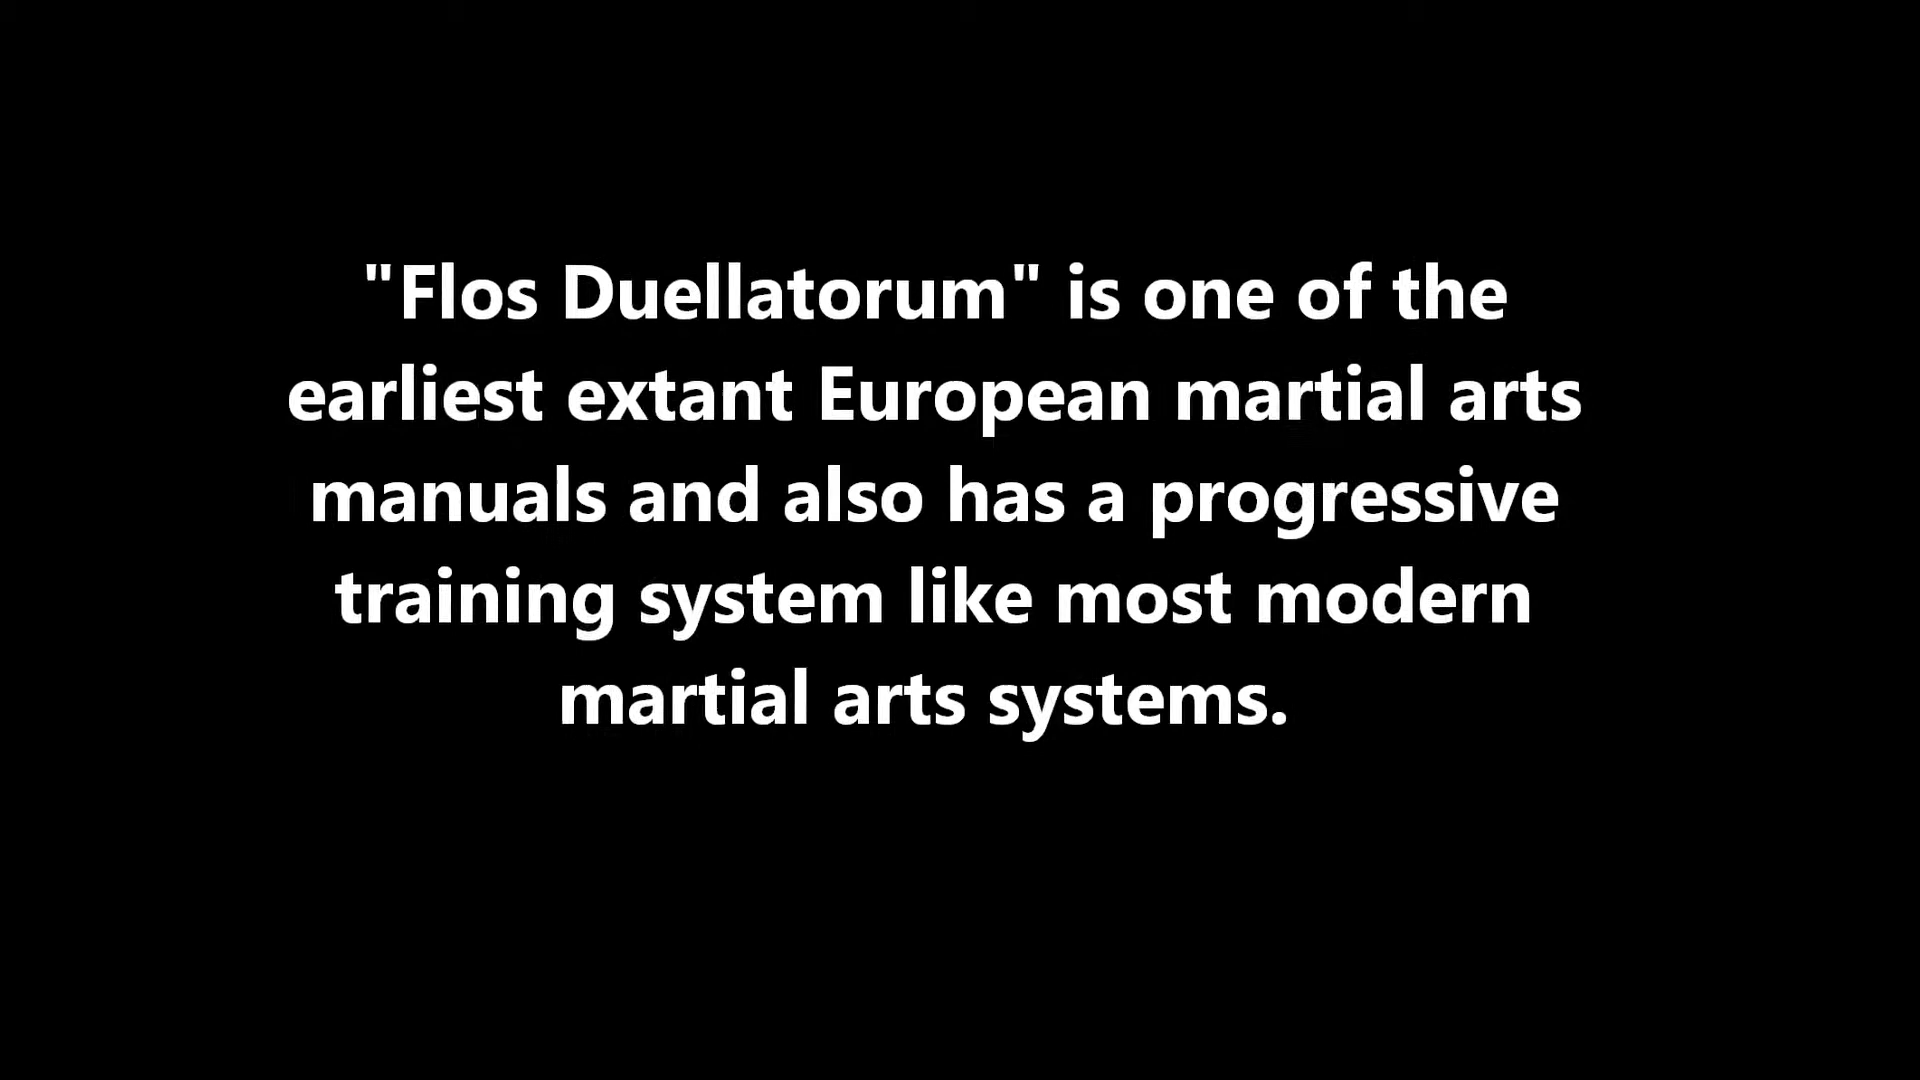 "Flos Duellatorum" is one of the
earliest extant European martial arts
manuals and also has a progressive
training system like most modern
martial arts systems.